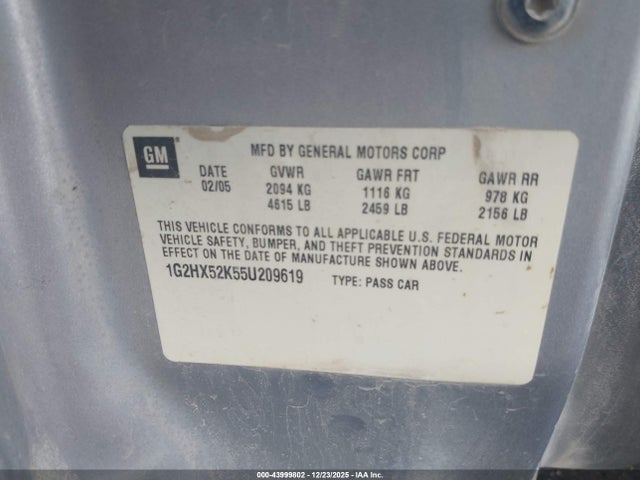 GM
MFD BY GENERAL MOTORS CORP
DATE GVWR GAWR FRT GAWR RR
02/05 2094 KG 1116 KG 978 KG
4615 LB 2459 LB 2156 LB
THIS VEHICLE CONFORMS TO ALL APPLICABLE U.S. FEDERAL MOTOR
VEHICLE SAFETY, BUMPER, AND THEFT PREVENTION STANDARDS IN
EFFECT ON THE DATE OF MANUFACTURE SHOWN ABOVE.
1G2HX52K55U209619 TYPE: PASS CAR
000-43999802 - 12/23/2025 - IAA Inc.